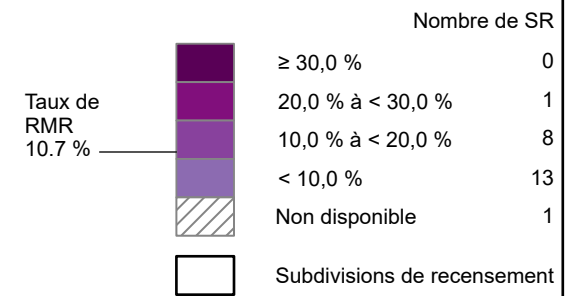 Nombre de SR
≥ 30,0 % 0
20,0 % à < 30,0 % 1
10,0 % à < 20,0 % 8
< 10,0 % 13
Non disponible 1
Taux de
RMR
10.7 %
Subdivisions de recensement